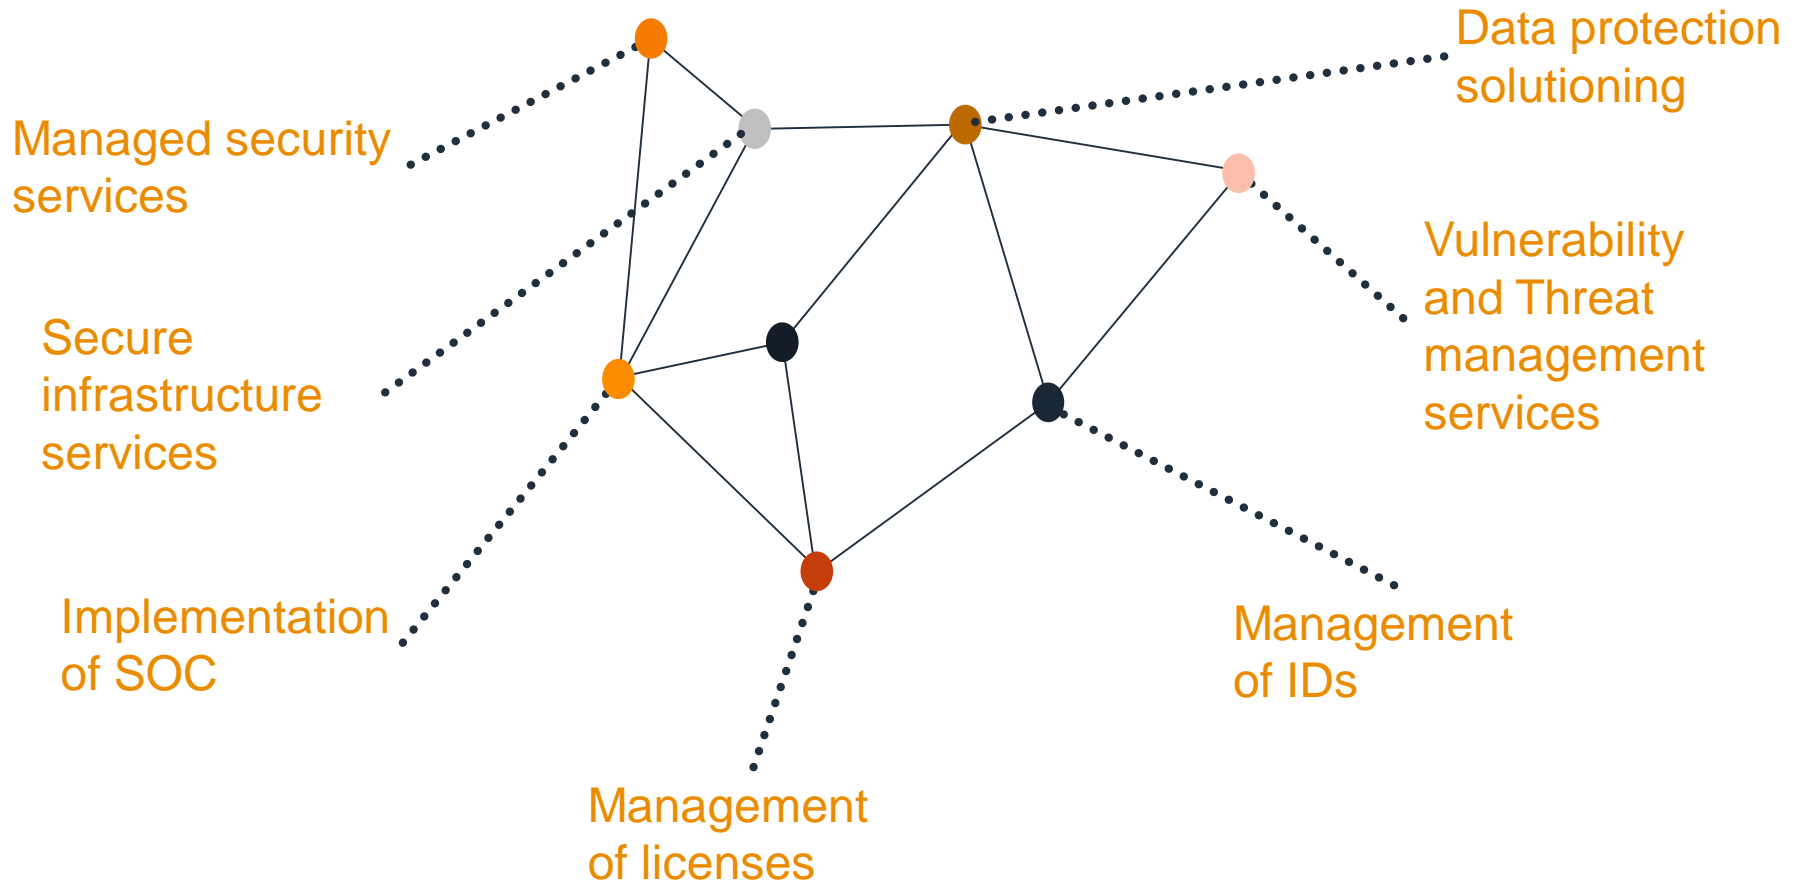 Data protection
solutioning
Managed security
services
Vulnerability
and Threat
management
services
Secure
infrastructure
services
Implementation
of SOC
Management
of IDs
Management
of licenses